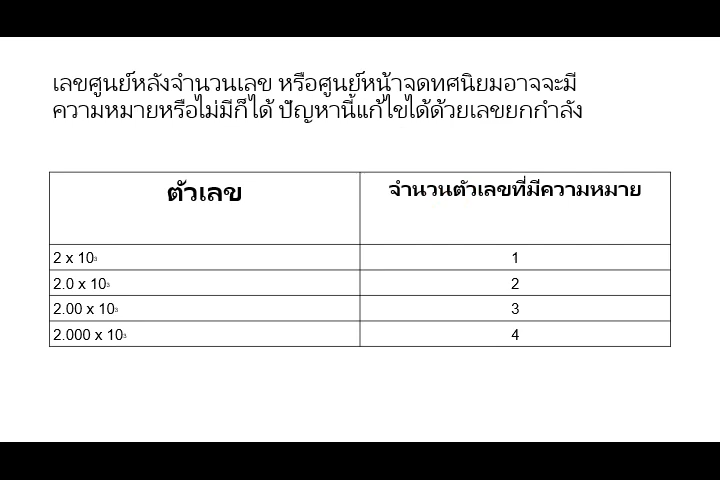 เลขศูนย์หลังจำนวนเลข หรือศูนย์หน้าจดทศนิยมอาจจะมี
ความหมายหรือไม่มีก็ได้ ปัญหานี้แก้ไขได้ด้วยเลขยกกำลัง
ตัวเลข จำนวนตัวเลขที่มีความหมาย
2 x 10³ 1
2.0 x 10³ 2
2.00 x 10³ 3
2.000 x 10³ 4